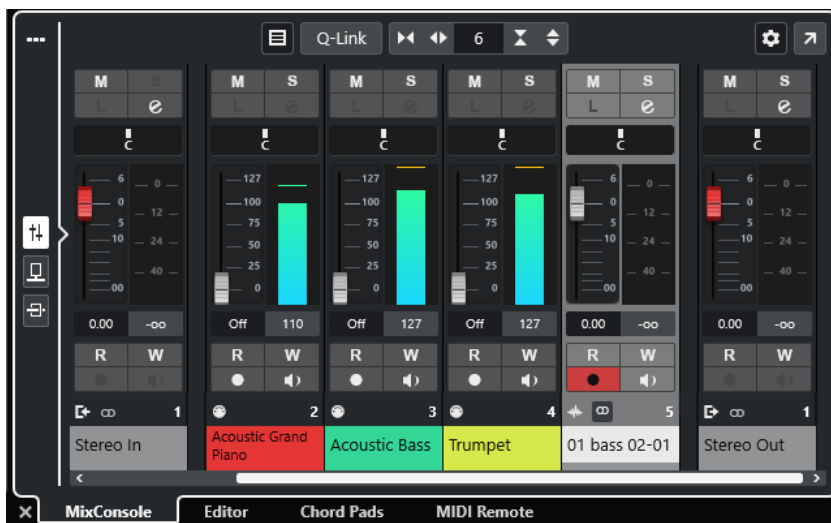 Q-Link 6
M S M S M S M S M S M S
L e L e L e L e L e L e
C C C C C C
6 0 5 10 00 0 12 24 40
127 100 75 50 25 0
127 100 75 50 25 0
127 100 75 50 25 0
6 0 5 10 00 0 12 24 40
6 0 5 10 00 0 12 24 40
0.00 -oo Off 110 Off 127 Off 127 0.00 -oo 0.00 -oo
R W R W R W R W R W R W
1 2 3 4 5 1
Stereo In
Acoustic Grand
Piano
Acoustic Bass
Trumpet
01 bass 02-01
Stereo Out
MixConsole Editor Chord Pads MIDI Remote